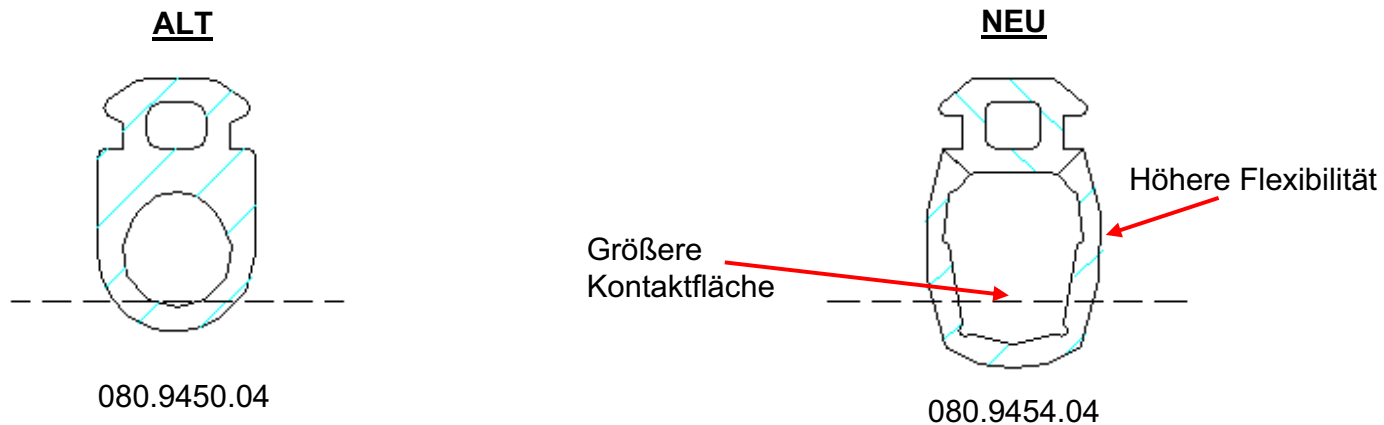 ALT
NEU
Höhere Flexibilität
Größere
Kontaktfläche
080.9450.04
080.9454.04